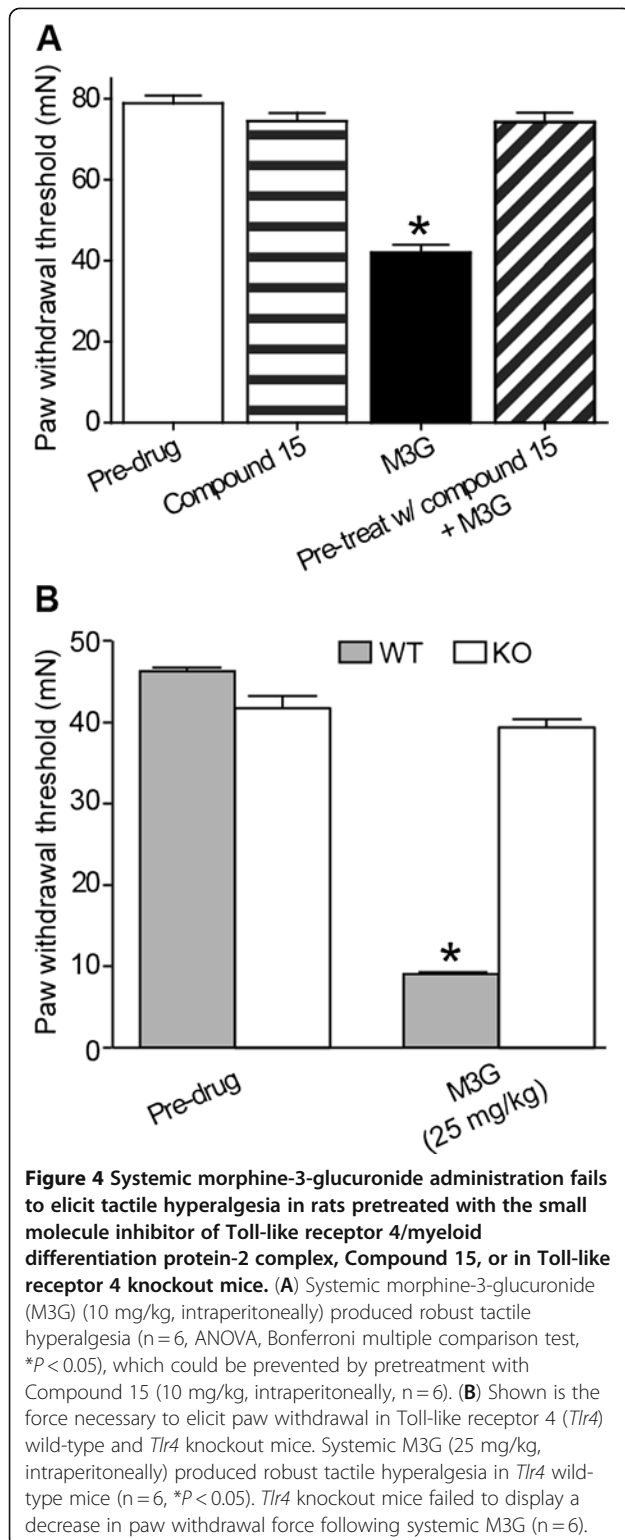 A
Paw withdrawal threshold (mN)
80
60
40
20
0
*
Pre-drug
Compound 15
M3G
Pre-treat w/ compound 15
+ M3G
B
Paw withdrawal threshold (mN)
50
40
30
20
10
0
WT
KO
*
Pre-drug
M3G
(25 mg/kg)
Figure 4 Systemic morphine-3-glucuronide administration fails
to elicit tactile hyperalgesia in rats pretreated with the small
molecule inhibitor of Toll-like receptor 4/myeloid
differentiation protein-2 complex, Compound 15, or in Toll-like
receptor 4 knockout mice. (A) Systemic morphine-3-glucuronide
(M3G) (10 mg/kg, intraperitoneally) produced robust tactile
hyperalgesia (n = 6, ANOVA, Bonferroni multiple comparison test,
*P < 0.05), which could be prevented by pretreatment with
Compound 15 (10 mg/kg, intraperitoneally, n = 6). (B) Shown is the
force necessary to elicit paw withdrawal in Toll-like receptor 4 (Tlr4)
wild-type and Tlr4 knockout mice. Systemic M3G (25 mg/kg,
intraperitoneally) produced robust tactile hyperalgesia in Tlr4 wild-
type mice (n = 6, *P < 0.05). Tlr4 knockout mice failed to display a
decrease in paw withdrawal force following systemic M3G (n = 6).